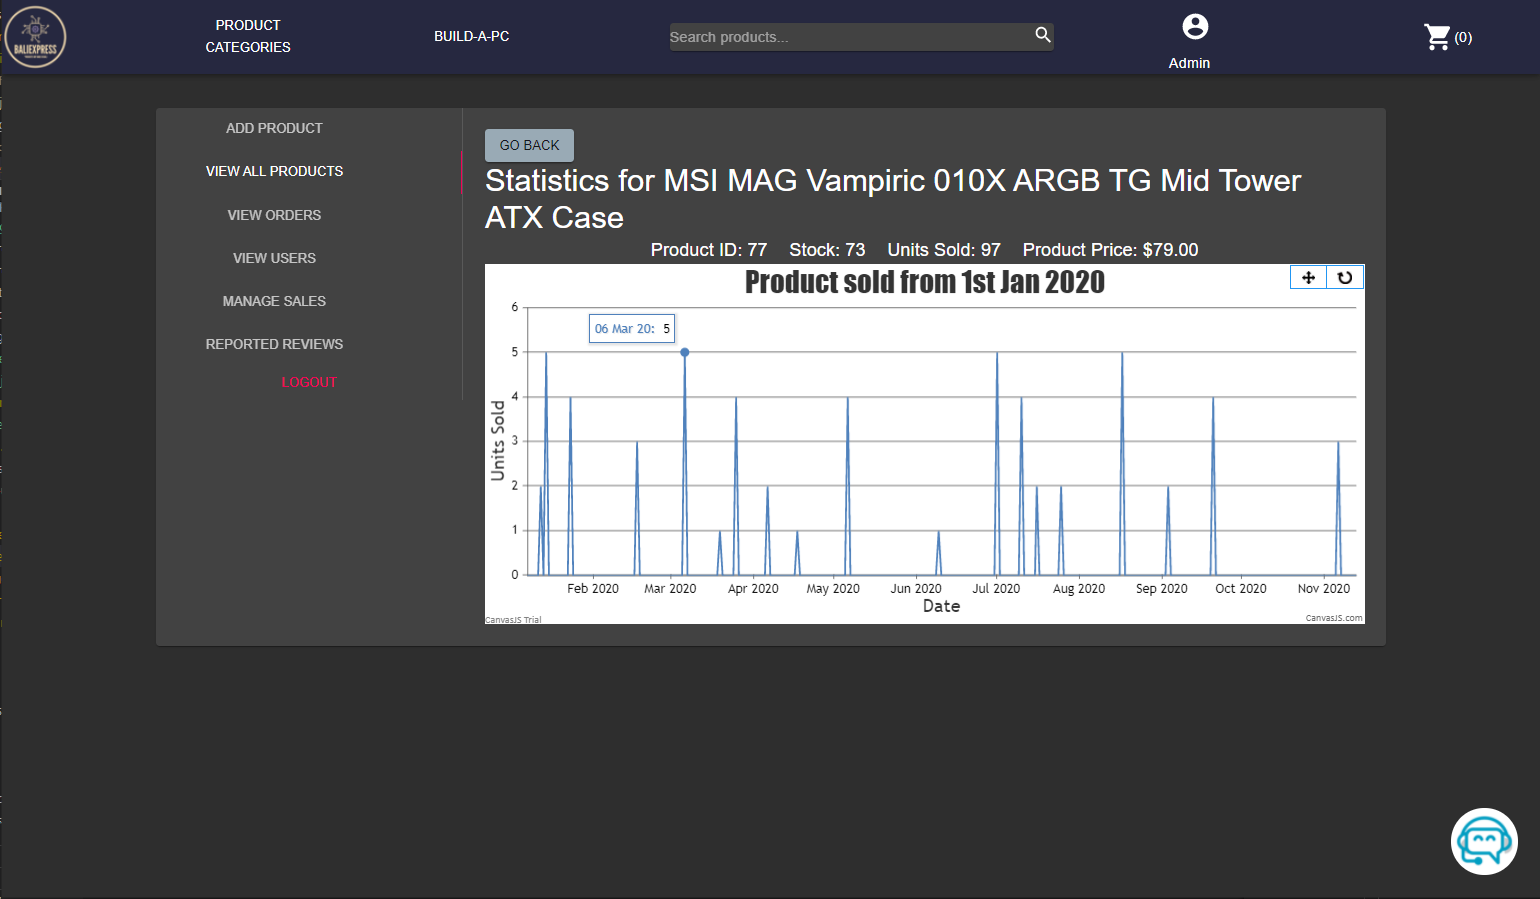 BALIEXPRESS
PRODUCT
CATEGORIES
BUILD-A-PC
Search products...
Admin
(0)
ADD PRODUCT
VIEW ALL PRODUCTS
VIEW ORDERS
VIEW USERS
MANAGE SALES
REPORTED REVIEWS
LOGOUT
GO BACK
Statistics for MSI MAG Vampiric 010X ARGB TG Mid Tower
ATX Case
Product ID: 77 Stock: 73 Units Sold: 97 Product Price: $79.00
Product sold from 1st Jan 2020
06 Mar 20: 5
Units Sold
6
5
4
3
2
1
0
Feb 2020 Mar 2020 Apr 2020 May 2020 Jun 2020 Jul 2020 Aug 2020 Sep 2020 Oct 2020 Nov 2020
Date
CanvasJS Trial
CanvasJS.com